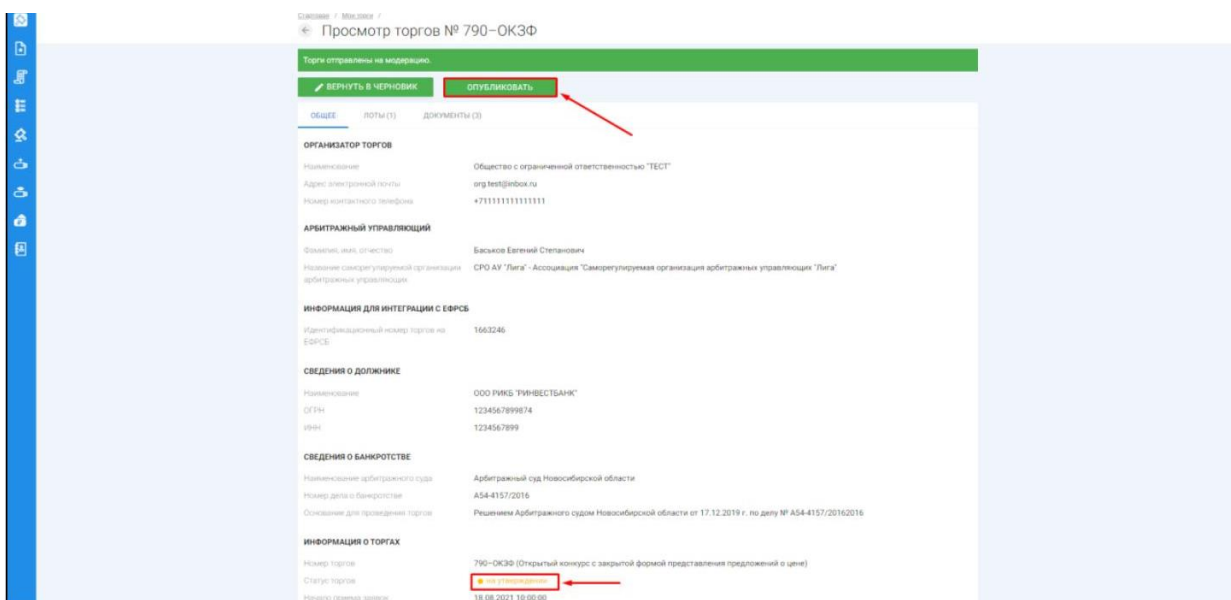 Стартовая / Мои торги /
Просмотр торгов № 790-ОКЗФ
Торги отправлены на модерацию.
ВЕРНУТЬ В ЧЕРНОВИК
ОПУБЛИКОВАТЬ
ОБЩЕЕ
ЛОТЫ (1)
ДОКУМЕНТЫ (3)
ОРГАНИЗАТОР ТОРГОВ
Наименование Общество с ограниченной ответственностью "ТЕСТ"
Адрес электронной почты org.test@inbox.ru
Номер контактного телефона +711111111111111
АРБИТРАЖНЫЙ УПРАВЛЯЮЩИЙ
Фамилия, имя, отчество Баськов Евгений Степанович
Название саморегулируемой организации СРО АУ "Лига" - Ассоциация "Саморегулируемая организация арбитражных управляющих "Лига"
арбитражных управляющих
ИНФОРМАЦИЯ ДЛЯ ИНТЕГРАЦИИ С ЕФРСБ
Идентификационный номер торгов на 1663246
ЕФРСБ
СВЕДЕНИЯ О ДОЛЖНИКЕ
Наименование ООО РИКБ "РИНВЕСТБАНК"
ОГРН 1234567899874
ИНН 1234567899
СВЕДЕНИЯ О БАНКРОТСТВЕ
Наименование арбитражного суда Арбитражный суд Новосибирской области
Номер дела о банкротстве А54-4157/2016
Основание для проведения торгов Решением Арбитражного судом Новосибирской области от 17.12.2019 г. по делу № А54-4157/20162016
ИНФОРМАЦИЯ О ТОРГАХ
Номер торгов 790-ОКЗФ (Открытый конкурс с закрытой формой представления предложений о цене)
Статус торгов на утверждении
Начало приема заявок 18.08.2021 10:00:00